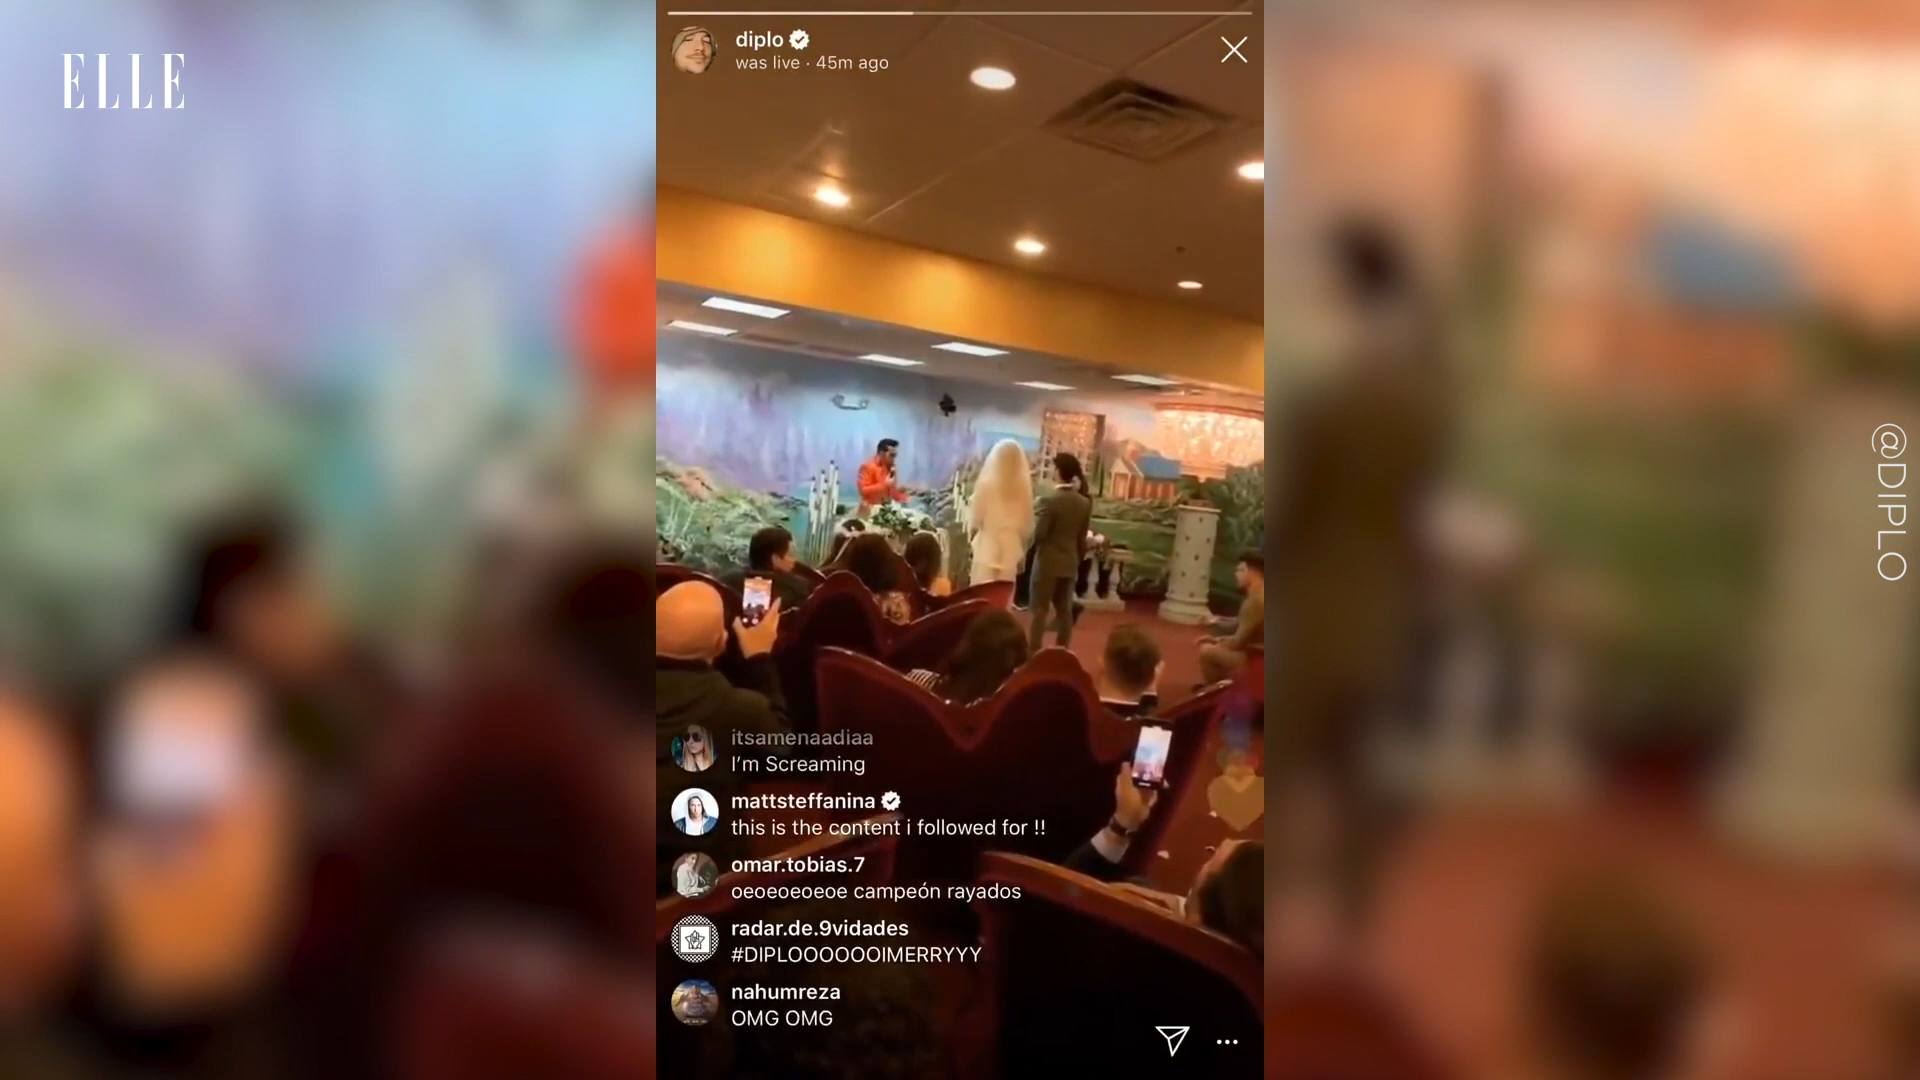 ELLE
diplo
was live · 45m ago
itsamenaadiaa
I'm Screaming
mattsteffanina
this is the content i followed for !!
omar.tobias.7
oeoeoeoeoe campeón rayados
radar.de.9vidades
#DIPLOOOOOOIMERRYYY
nahumreza
OMG OMG
@DIPLO